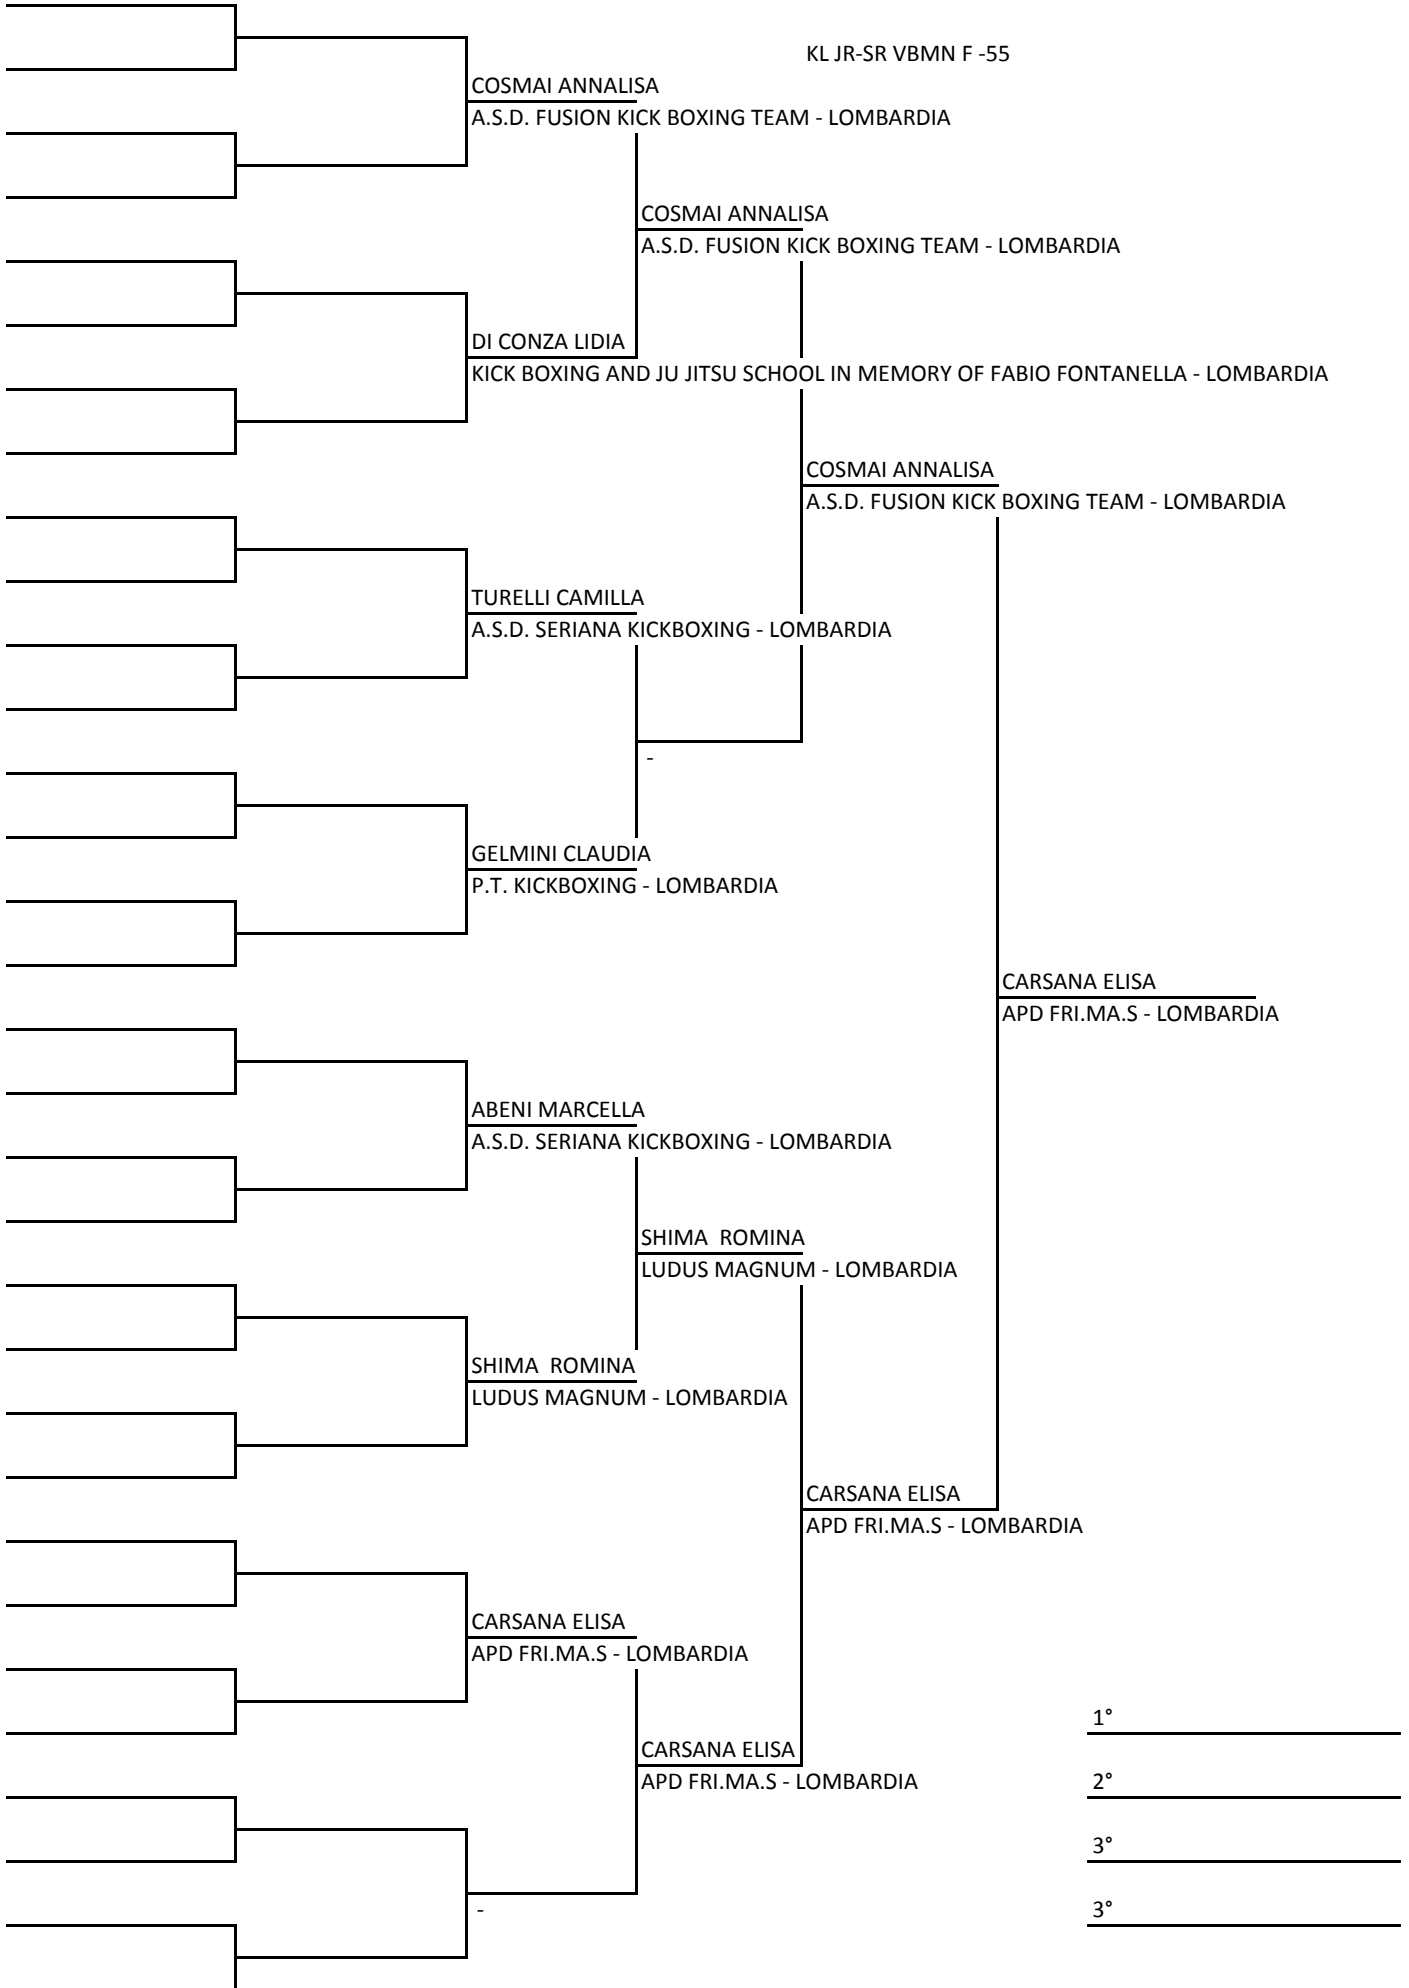 KL JR-SR VBMN F -55
COSMAI ANNALISA
A.S.D. FUSION KICK BOXING TEAM - LOMBARDIA
COSMAI ANNALISA
A.S.D. FUSION KICK BOXING TEAM - LOMBARDIA
DI CONZA LIDIA
KICK BOXING AND JU JITSU SCHOOL IN MEMORY OF FABIO FONTANELLA - LOMBARDIA
COSMAI ANNALISA
A.S.D. FUSION KICK BOXING TEAM - LOMBARDIA
TURELLI CAMILLA
A.S.D. SERIANA KICKBOXING - LOMBARDIA
-
GELMINI CLAUDIA
P.T. KICKBOXING - LOMBARDIA
CARSANA ELISA
APD FRI.MA.S - LOMBARDIA
ABENI MARCELLA
A.S.D. SERIANA KICKBOXING - LOMBARDIA
SHIMA  ROMINA
LUDUS MAGNUM - LOMBARDIA
SHIMA  ROMINA
LUDUS MAGNUM - LOMBARDIA
CARSANA ELISA
APD FRI.MA.S - LOMBARDIA
CARSANA ELISA
APD FRI.MA.S - LOMBARDIA
CARSANA ELISA
APD FRI.MA.S - LOMBARDIA
-
1°
2°
3°
3°